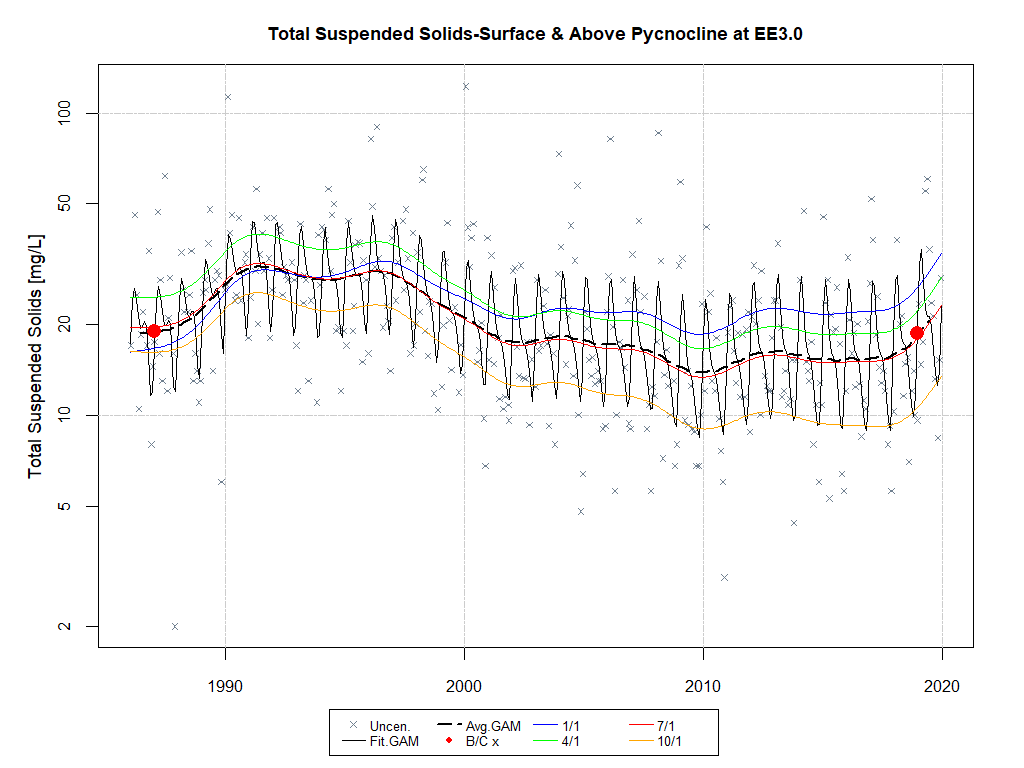 Total Suspended Solids-Surface & Above Pycnocline at EE3.0
Total Suspended Solids [mg/L]
100
50
20
10
5
2
1990
2000
2010
2020
Uncen.
Avg.GAM
1/1
7/1
Fit.GAM
B/C x
4/1
10/1